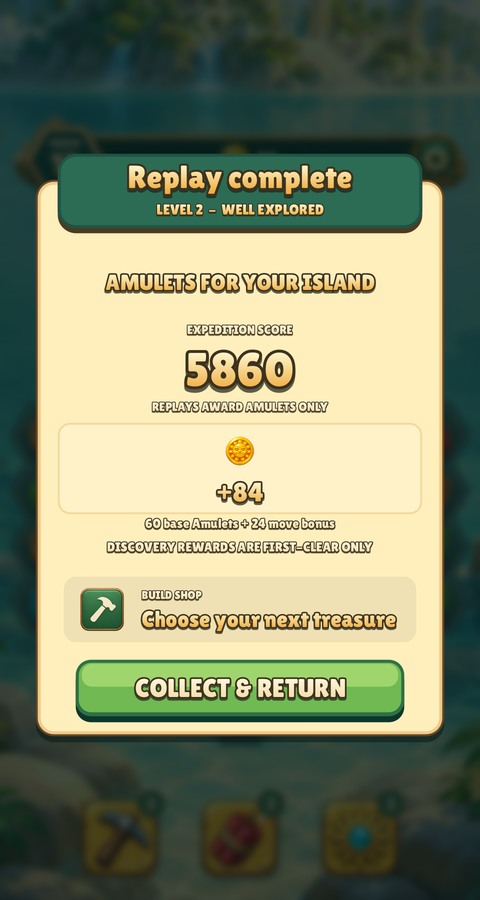 Replay complete
LEVEL 2 - WELL EXPLORED
AMULETS FOR YOUR ISLAND
EXPEDITION SCORE
5860
REPLAYS AWARD AMULETS ONLY
+84
60 base Amulets + 24 move bonus
DISCOVERY REWARDS ARE FIRST-CLEAR ONLY
BUILD SHOP
Choose your next treasure
COLLECT & RETURN